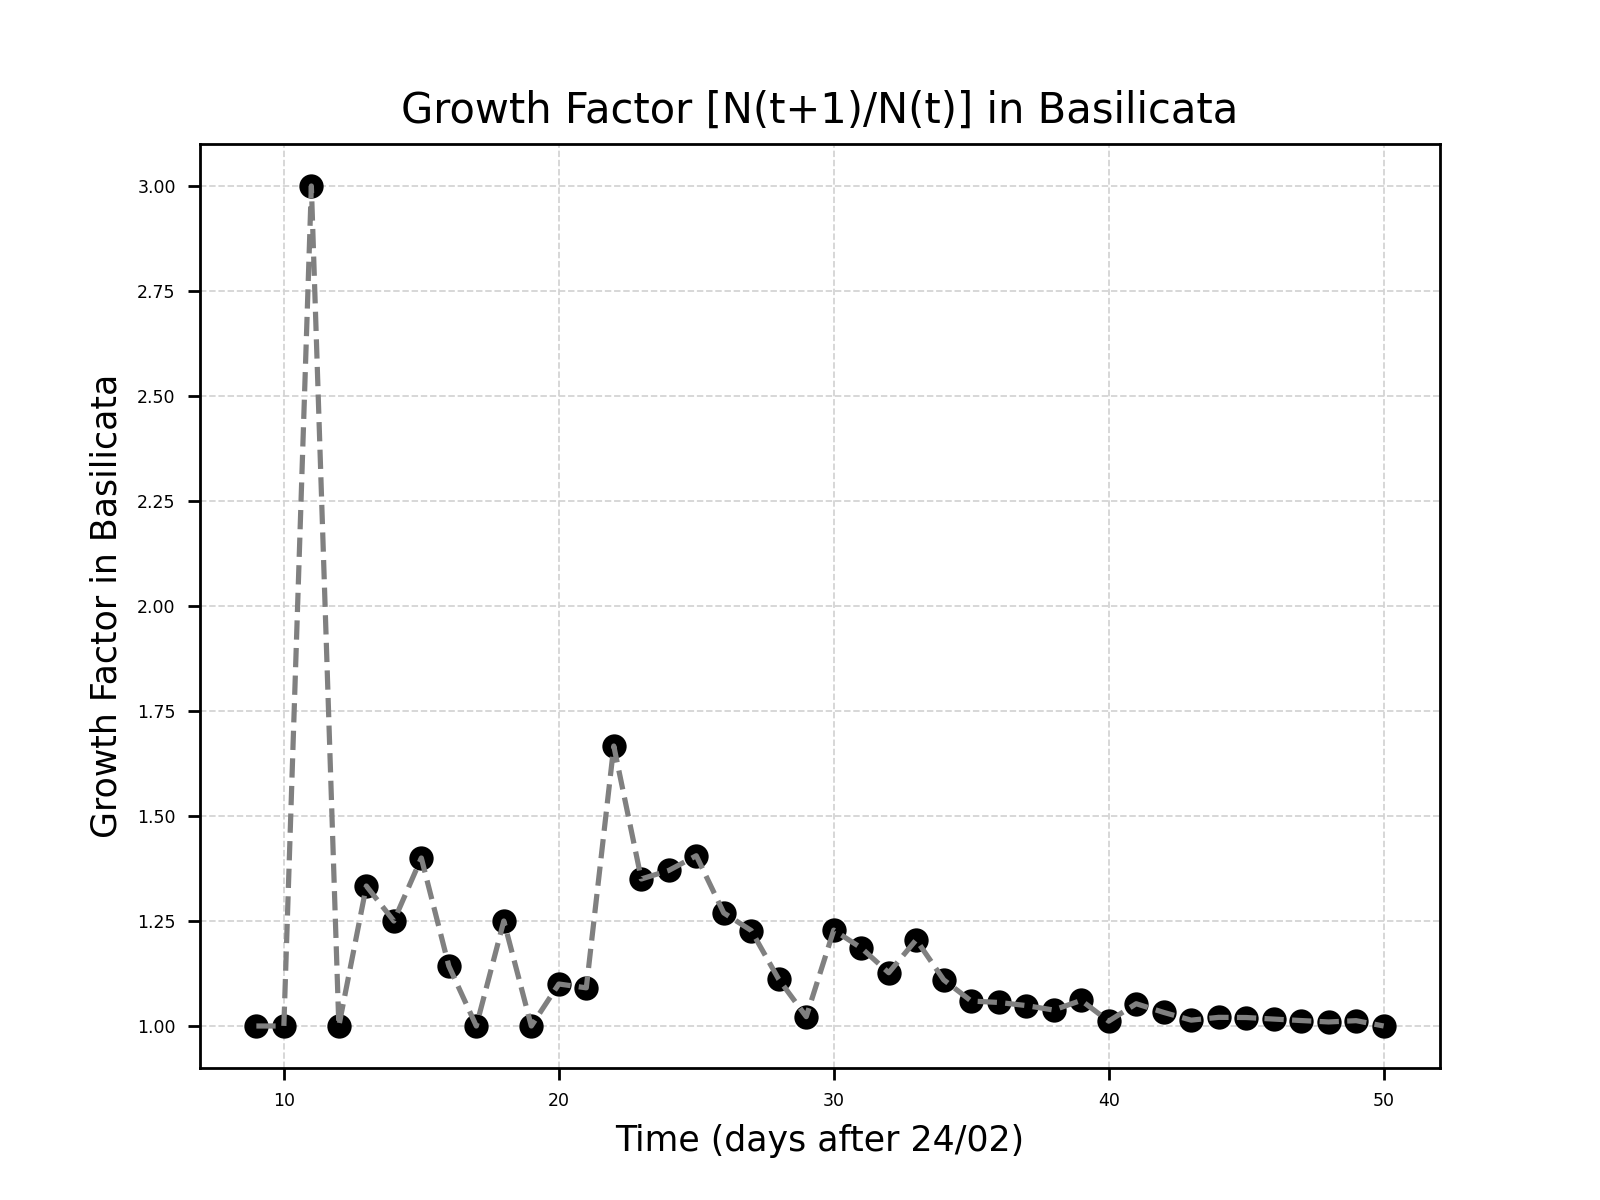 Growth Factor [N(t+1)/N(t)] in Basilicata
Growth Factor in Basilicata
3.00
2.75
2.50
2.25
2.00
1.75
1.50
1.25
1.00
10 20 30 40 50
Time (days after 24/02)